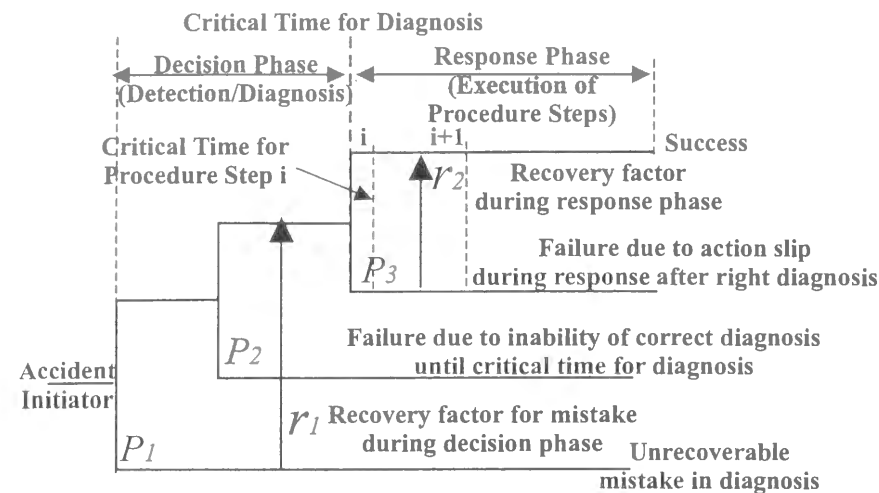 Critical Time for Diagnosis
Decision Phase
(Detection/Diagnosis)
Response Phase
(Execution of
Procedure Steps)
i
i+1
Success
Critical Time for
Procedure Step i
r2
Recovery factor
during response phase
P3
Failure due to action slip
during response after right diagnosis
P2
Failure due to inability of correct diagnosis
until critical time for diagnosis
Accident
Initiator
r1 Recovery factor for mistake
during decision phase
P1
Unrecoverable
mistake in diagnosis